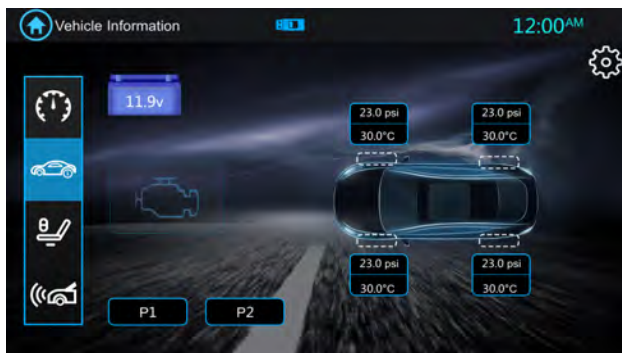 Vehicle Information
12:00AM
11.9v
23.0 psi
23.0 psi
30.0°C
30.0°C
23.0 psi
23.0 psi
30.0°C
30.0°C
P1
P2